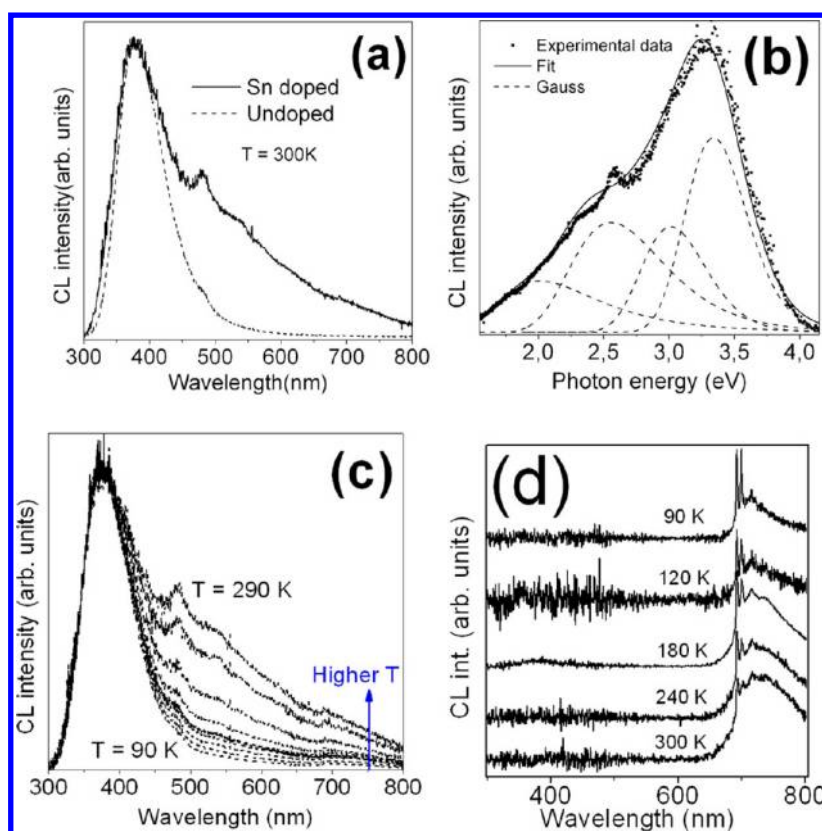 (a)
Sn doped
Undoped
T = 300K
CL intensity(arb. units)
300 400 500 600 700 800
Wavelength(nm)
(b)
Experimental data
Fit
Gauss
CL intensity (arb. units)
2,0 2,5 3,0 3,5 4,0
Photon energy (eV)
(c)
T = 290 K
Higher T
T = 90 K
CL intensity (arb. units)
300 400 500 600 700 800
Wavelength (nm)
(d)
90 K
120 K
180 K
240 K
300 K
CL int. (arb. units)
400 600 800
Wavelength (nm)